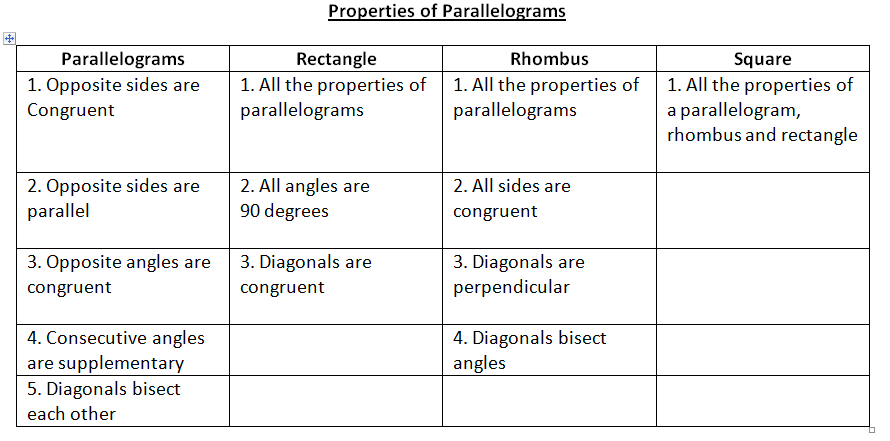 Properties of Parallelograms
Parallelograms Rectangle Rhombus Square
1. Opposite sides are
Congruent
1. All the properties of
parallelograms
1. All the properties of
parallelograms
1. All the properties of
a parallelogram,
rhombus and rectangle
2. Opposite sides are
parallel
2. All angles are
90 degrees
2. All sides are
congruent
3. Opposite angles are
congruent
3. Diagonals are
congruent
3. Diagonals are
perpendicular
4. Consecutive angles
are supplementary
4. Diagonals bisect
angles
5. Diagonals bisect
each other